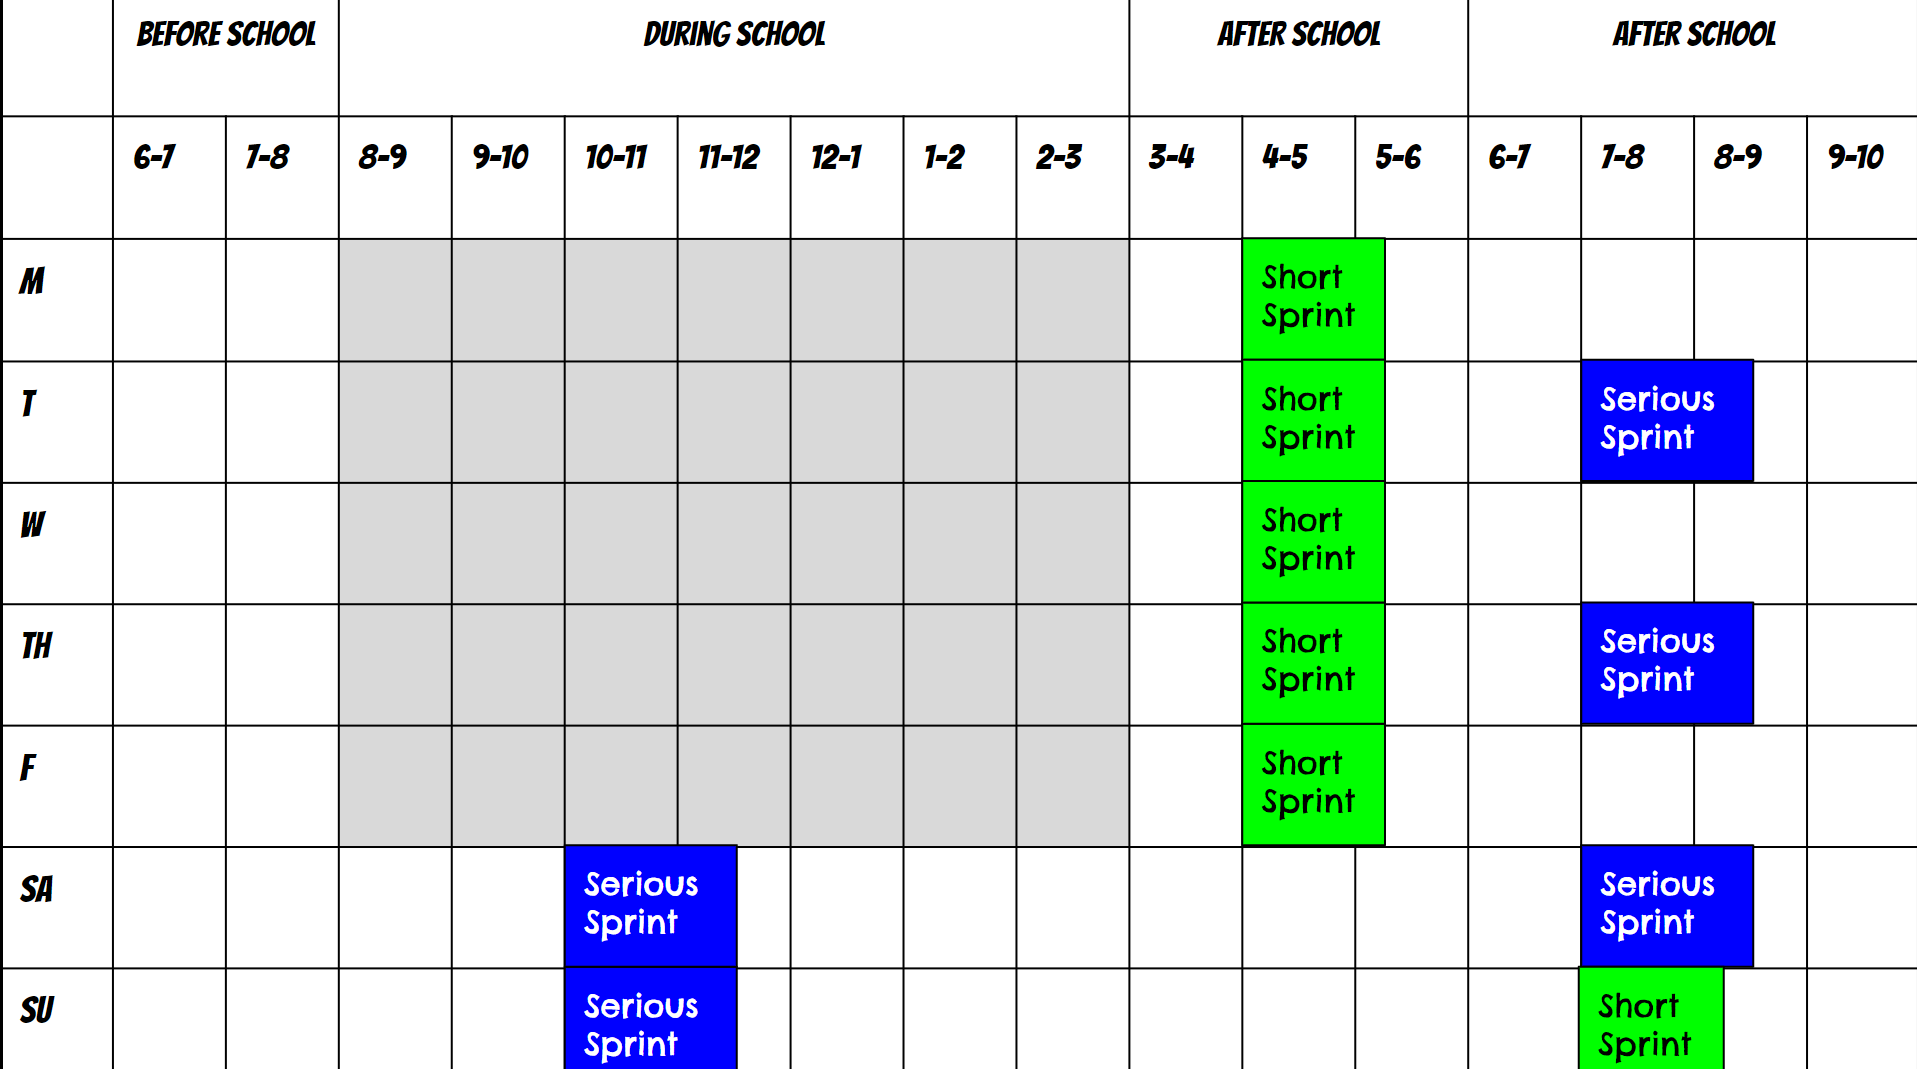 BEFORE SCHOOL DURING SCHOOL AFTER SCHOOL AFTER SCHOOL
6-7 7-8 8-9 9-10 10-11 11-12 12-1 1-2 2-3 3-4 4-5 5-6 6-7 7-8 8-9 9-10
M
Short
Sprint
T
Short
Sprint
Serious
Sprint
W
Short
Sprint
TH
Short
Sprint
Serious
Sprint
F
Short
Sprint
SA
Serious
Sprint
Serious
Sprint
SU
Serious
Sprint
Short
Sprint